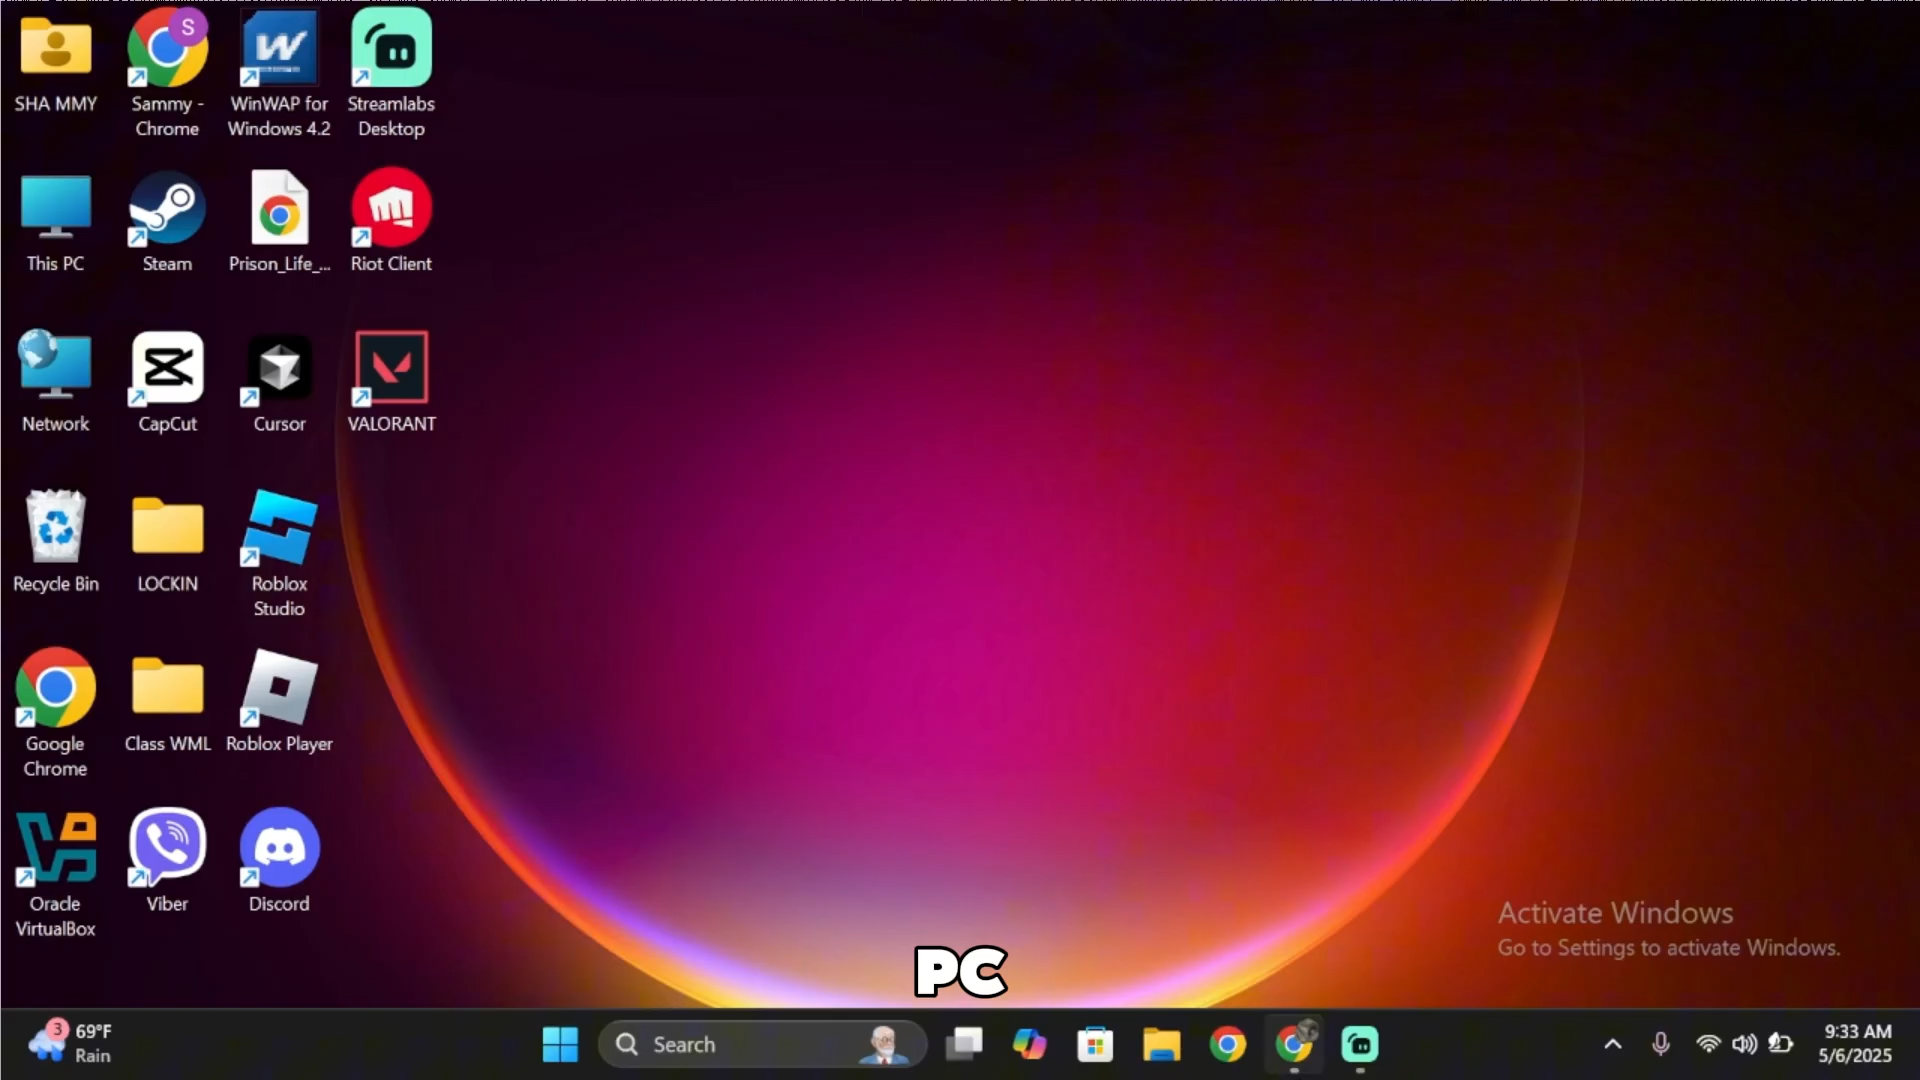 SHA MMY
S
Sammy -
Chrome
W
WinWAP for
Windows 4.2
Streamlabs
Desktop
This PC
Steam
Prison_Life_...
Riot Client
Network
CapCut
Cursor
VALORANT
Recycle Bin
LOCKIN
Roblox
Studio
Google
Chrome
Class WML
Roblox Player
Oracle
VirtualBox
Viber
Discord
Activate Windows
Go to Settings to activate Windows.
PC
3
69°F
Rain
Search
9:33 AM
5/6/2025